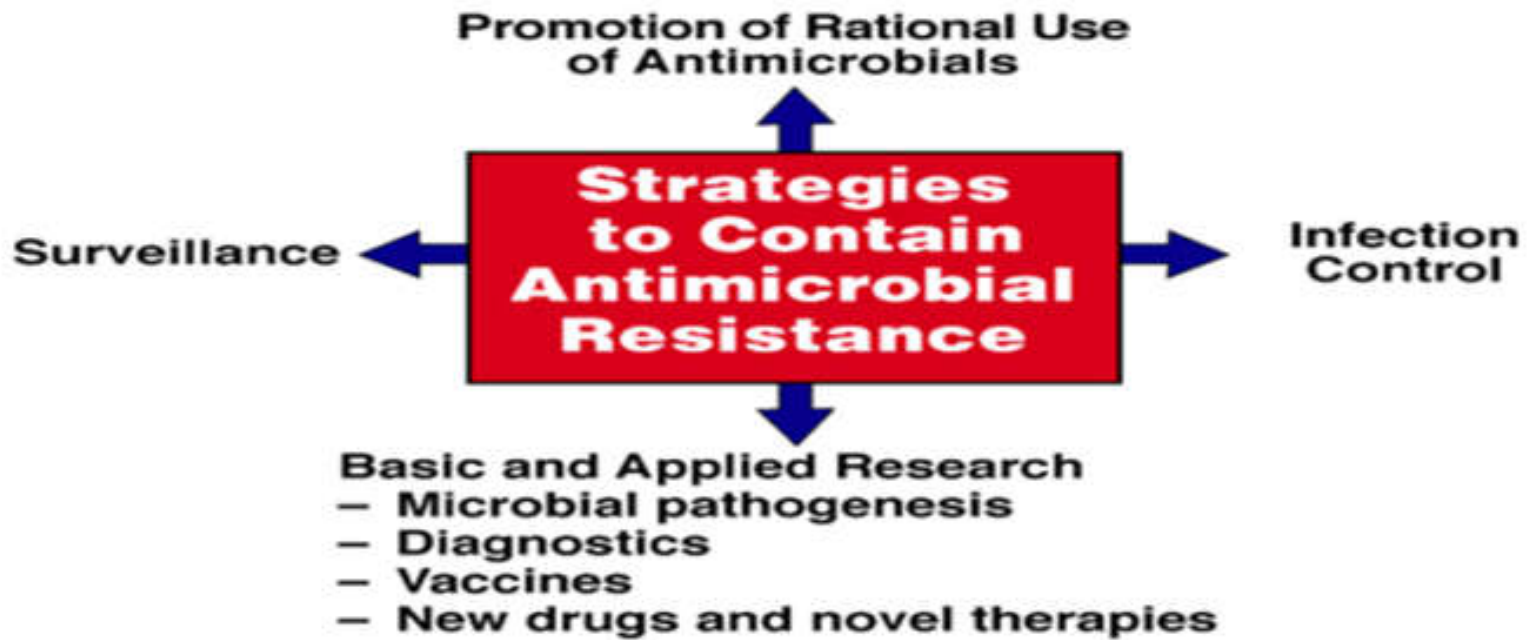 Promotion of Rational Use
of Antimicrobials
Strategies
to Contain
Antimicrobial
Resistance
Surveillance
Infection
Control
Basic and Applied Research
– Microbial pathogenesis
– Diagnostics
– Vaccines
– New drugs and novel therapies